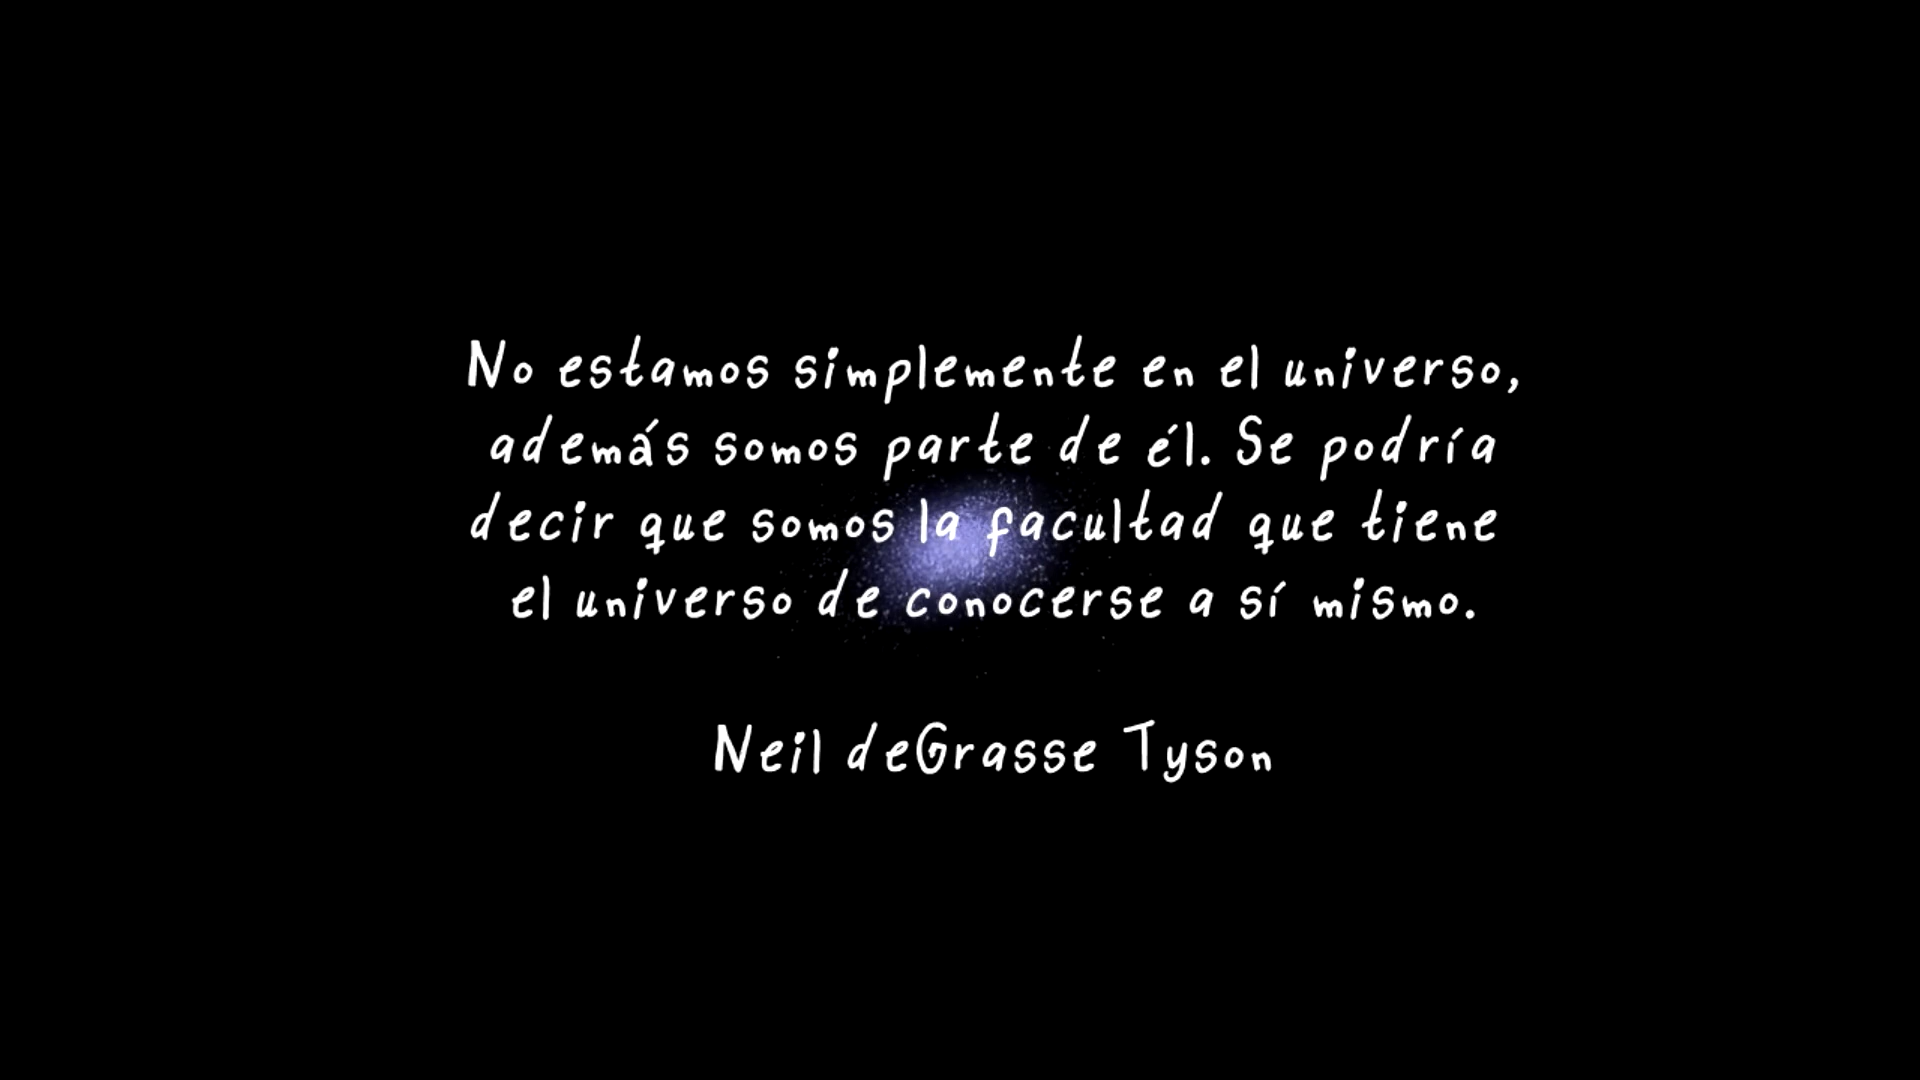 No estamos simplemente en el universo,
además somos parte de él. Se podría
decir que somos la facultad que tiene
el universo de conocerse a sí mismo.
Neil deGrasse Tyson